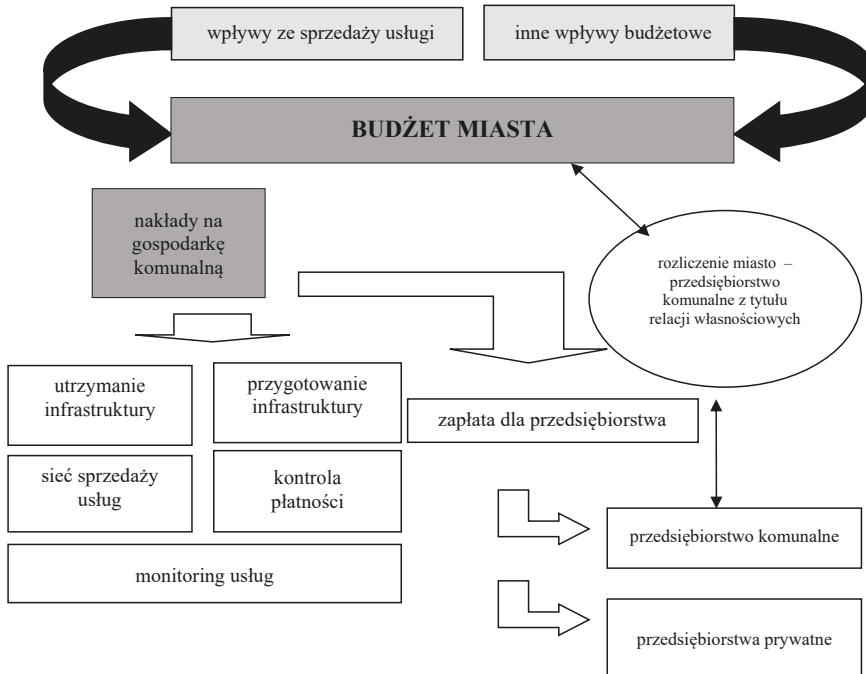 wpływy ze sprzedaży usługi
inne wpływy budżetowe
BUDŻET MIASTA
nakłady na
gospodarkę
komunalną
rozliczenie miasto –
przedsiębiorstwo
komunalne z tytułu
relacji własnościowych
utrzymanie
infrastruktury
przygotowanie
infrastruktury
zapłata dla przedsiębiorstwa
sieć sprzedaży
usług
kontrola
płatności
przedsiębiorstwo komunalne
monitoring usług
przedsiębiorstwa prywatne